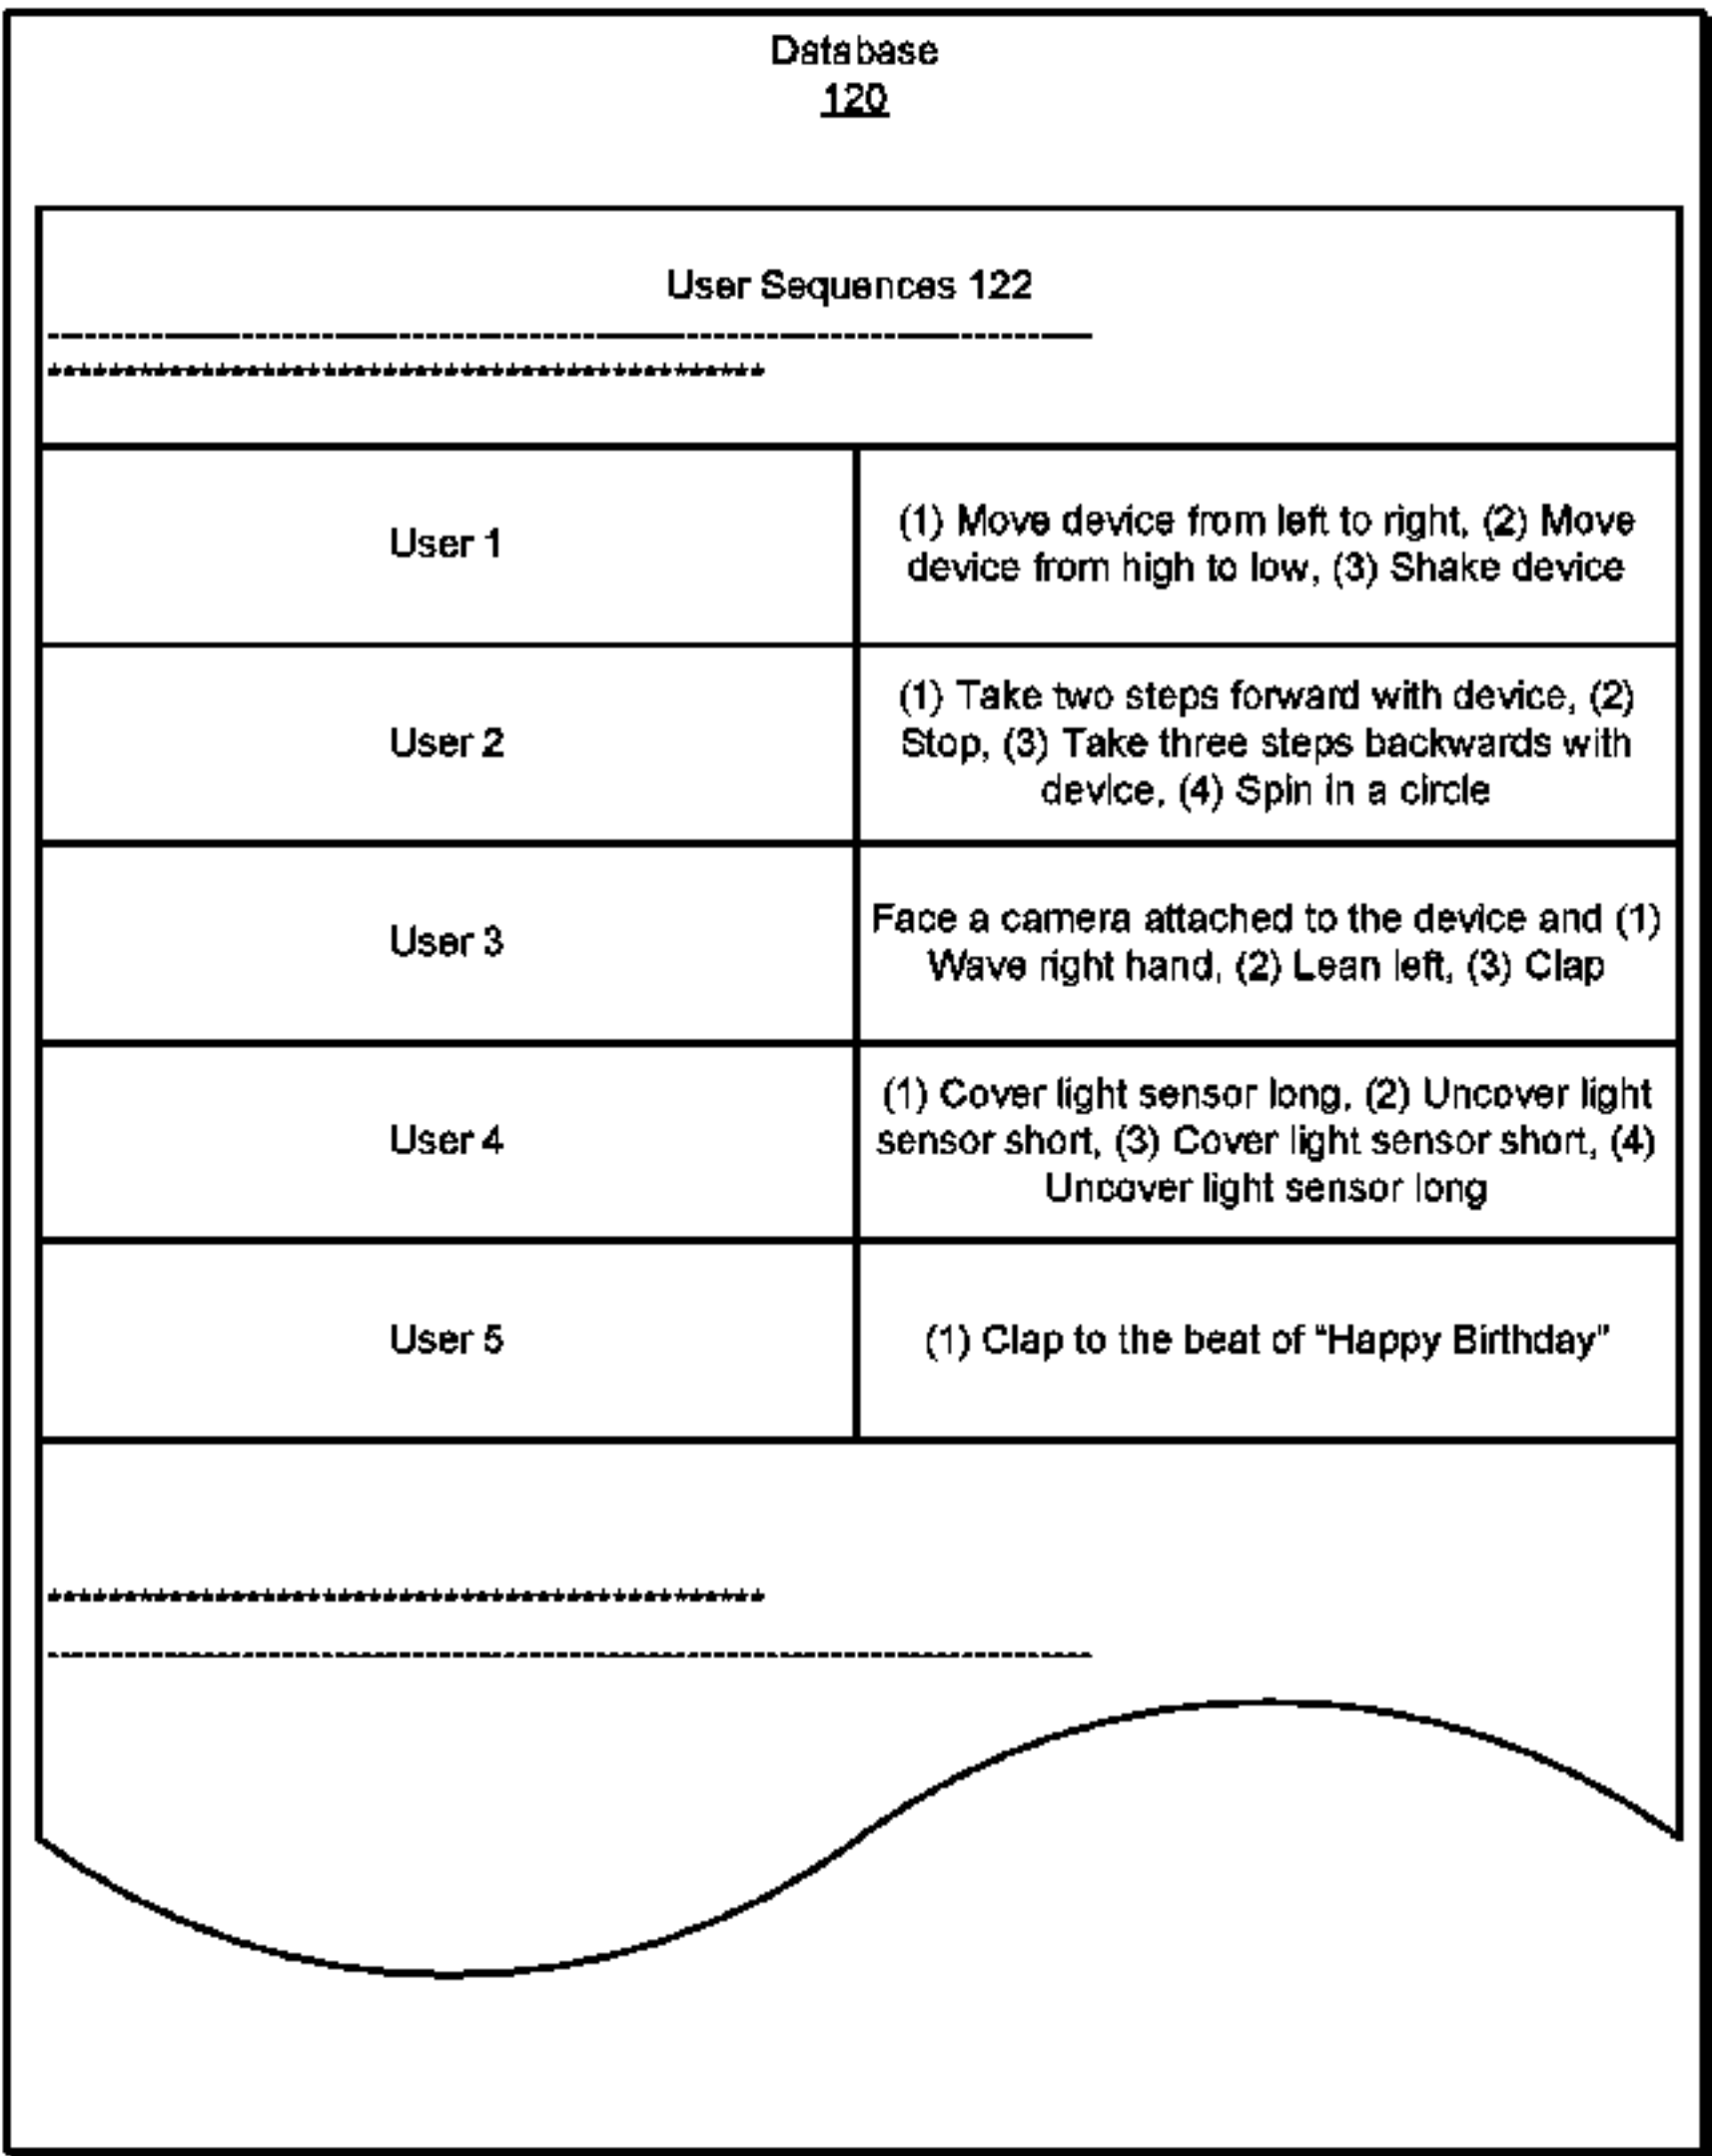 Database
120
User Sequences 122
User 1
(1) Move device from left to right, (2) Move
device from high to low, (3) Shake device
User 2
(1) Take two steps forward with device, (2)
Stop, (3) Take three steps backwards with
device, (4) Spin in a circle
User 3
Face a camera attached to the device and (1)
Wave right hand, (2) Lean left, (3) Clap
User 4
(1) Cover light sensor long, (2) Uncover light
sensor short, (3) Cover light sensor short, (4)
Uncover light sensor long
User 5
(1) Clap to the beat of “Happy Birthday”